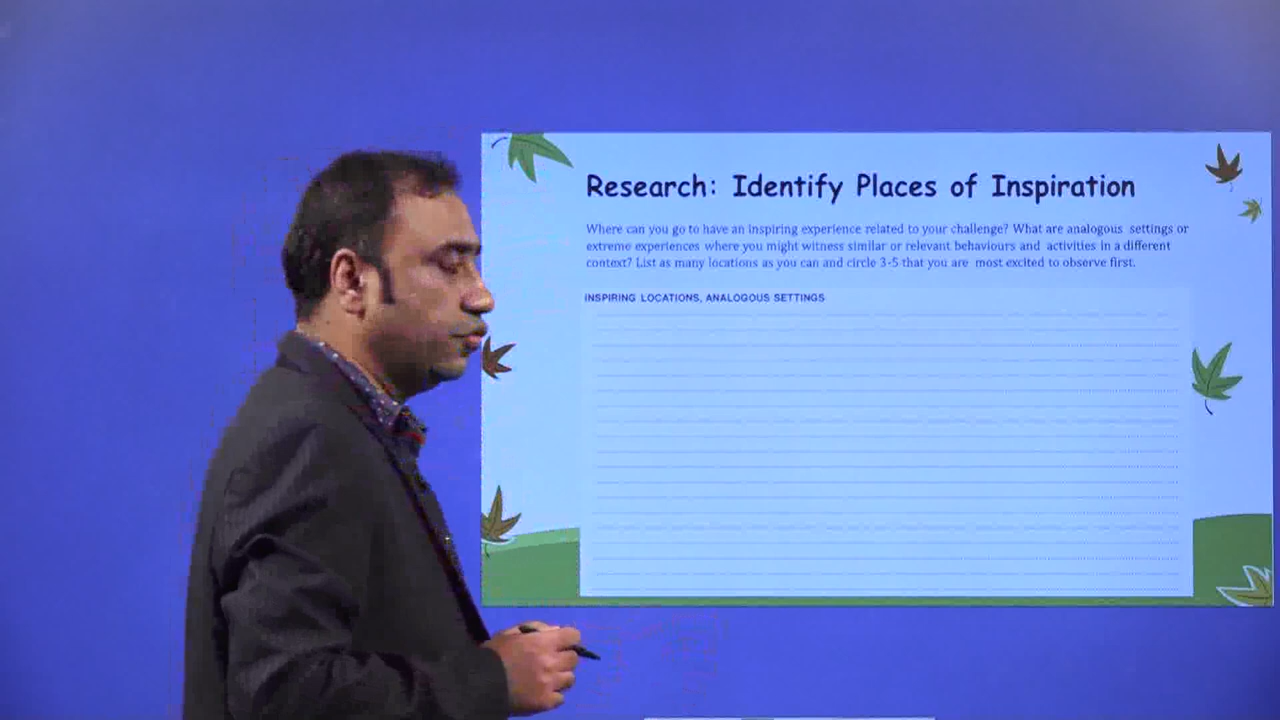 Research: Identify Places of Inspiration
Where can you go to have an inspiring experience related to your challenge? What are analogous settings or
extreme experiences where you might witness similar or relevant behaviours and activities in a different
context? List as many locations as you can and circle 3-5 that you are most excited to observe first.
INSPIRING LOCATIONS, ANALOGOUS SETTINGS